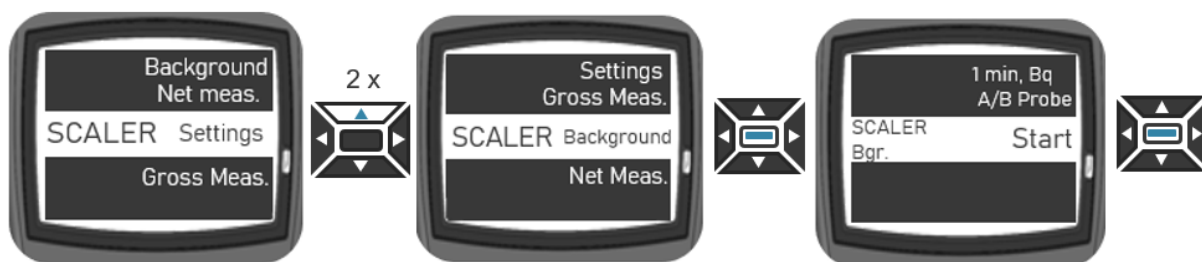 Background
Net meas.
SCALER Settings
Gross Meas.
2 x
Settings
Gross Meas.
SCALER Background
Net Meas.
1 min, Bq
A/B Probe
SCALER
Bgr.
Start